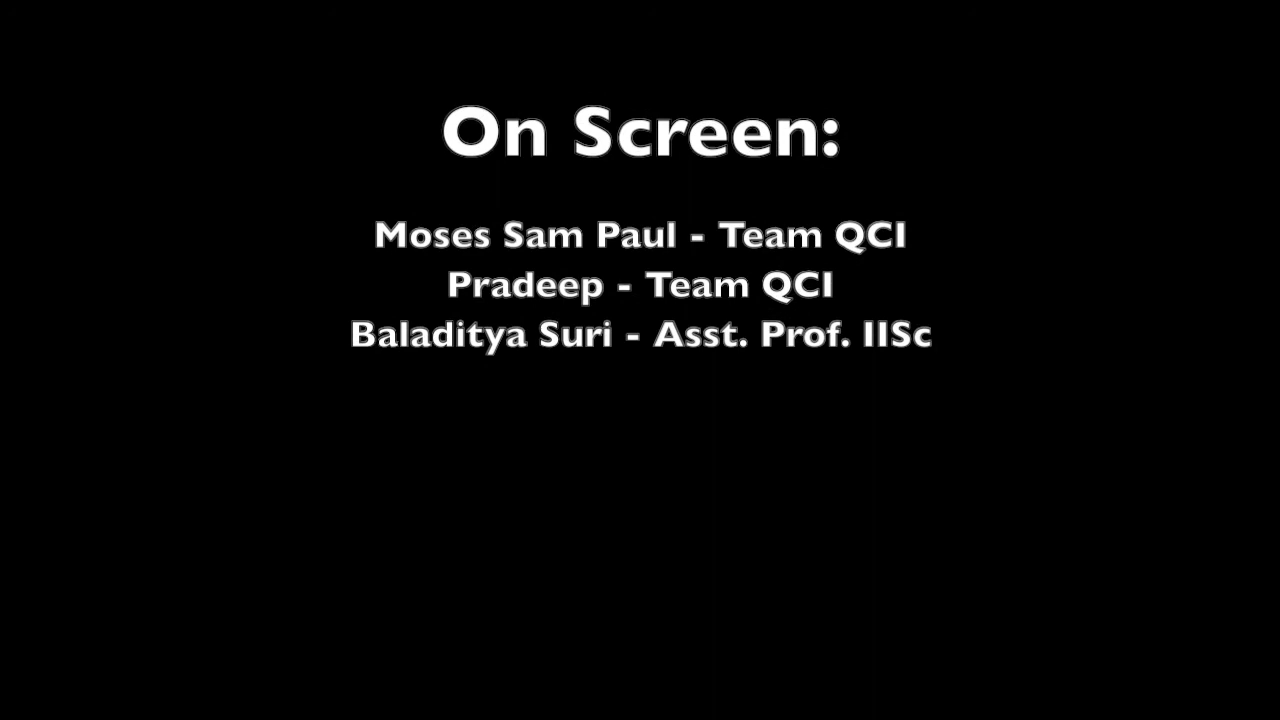 On Screen:
Moses Sam Paul - Team QCI
Pradeep - Team QCI
Baladitya Suri - Asst. Prof. IISc